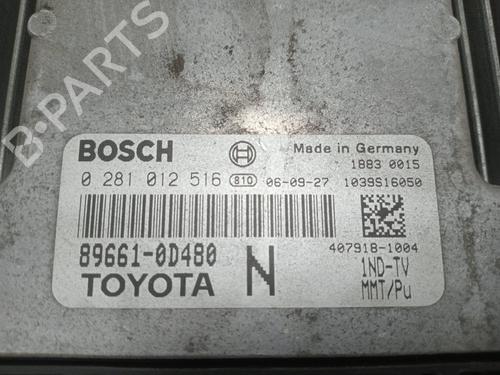 B-PARTS
BOSCH Made in Germany
1883 0015
0 281 012 516 810 06-09-27 1039S16050
407918-1004
89661-0D480
TOYOTA N 1ND-TV
MMT/Pu